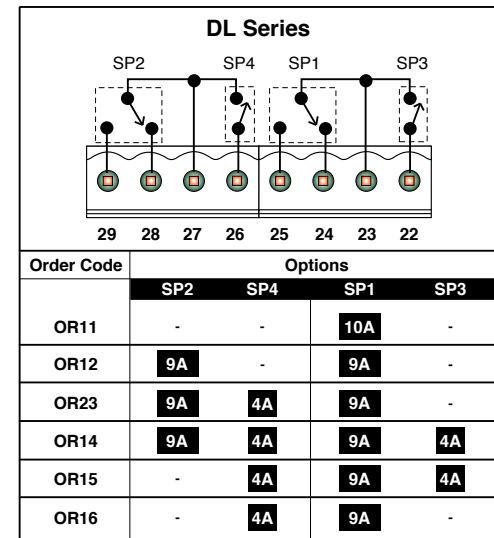 DL Series
SP2 SP4 SP1 SP3
29 28 27 26 25 24 23 22
Order Code Options
SP2 SP4 SP1 SP3
OR11 - - 10A -
OR12 9A - 9A -
OR23 9A 4A 9A -
OR14 9A 4A 9A 4A
OR15 - 4A 9A 4A
OR16 - 4A 9A -